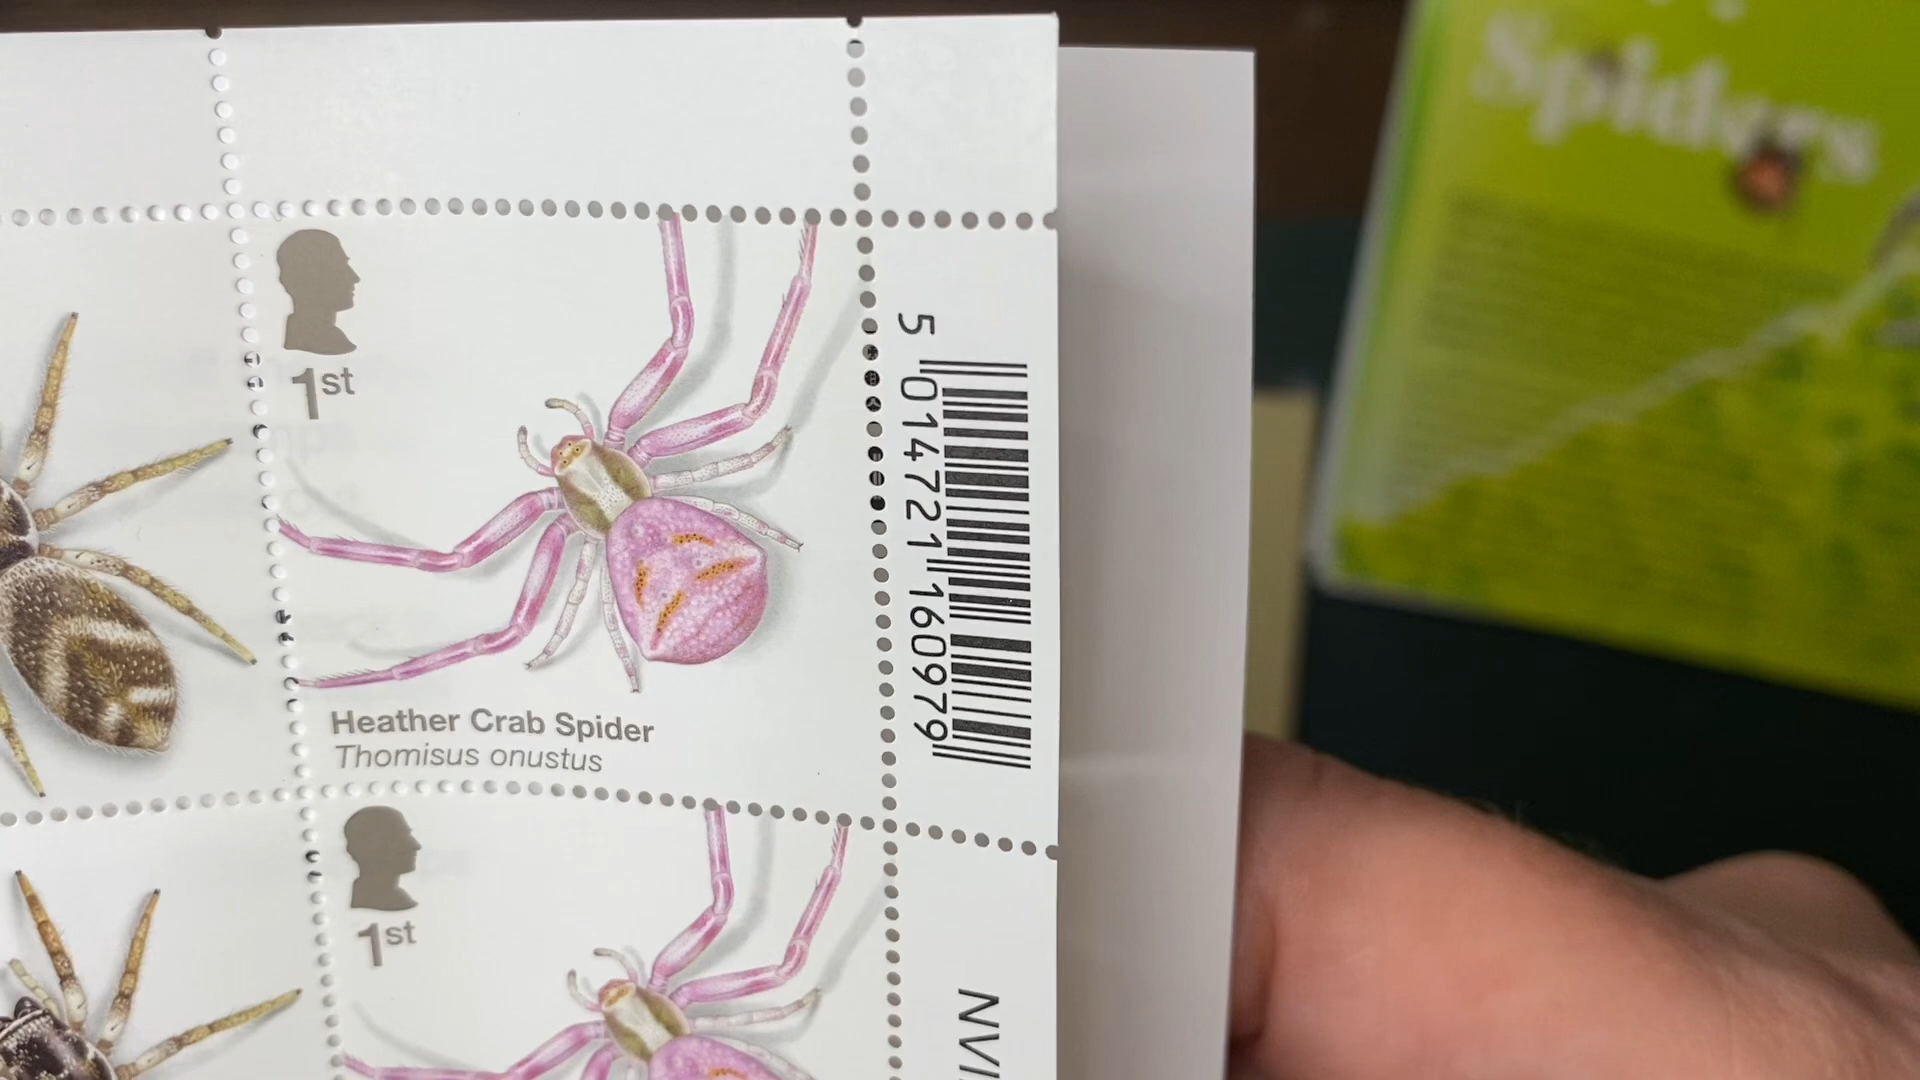 Spiders
1st
Heather Crab Spider
Thomisus onustus
5 014721 160979
1st